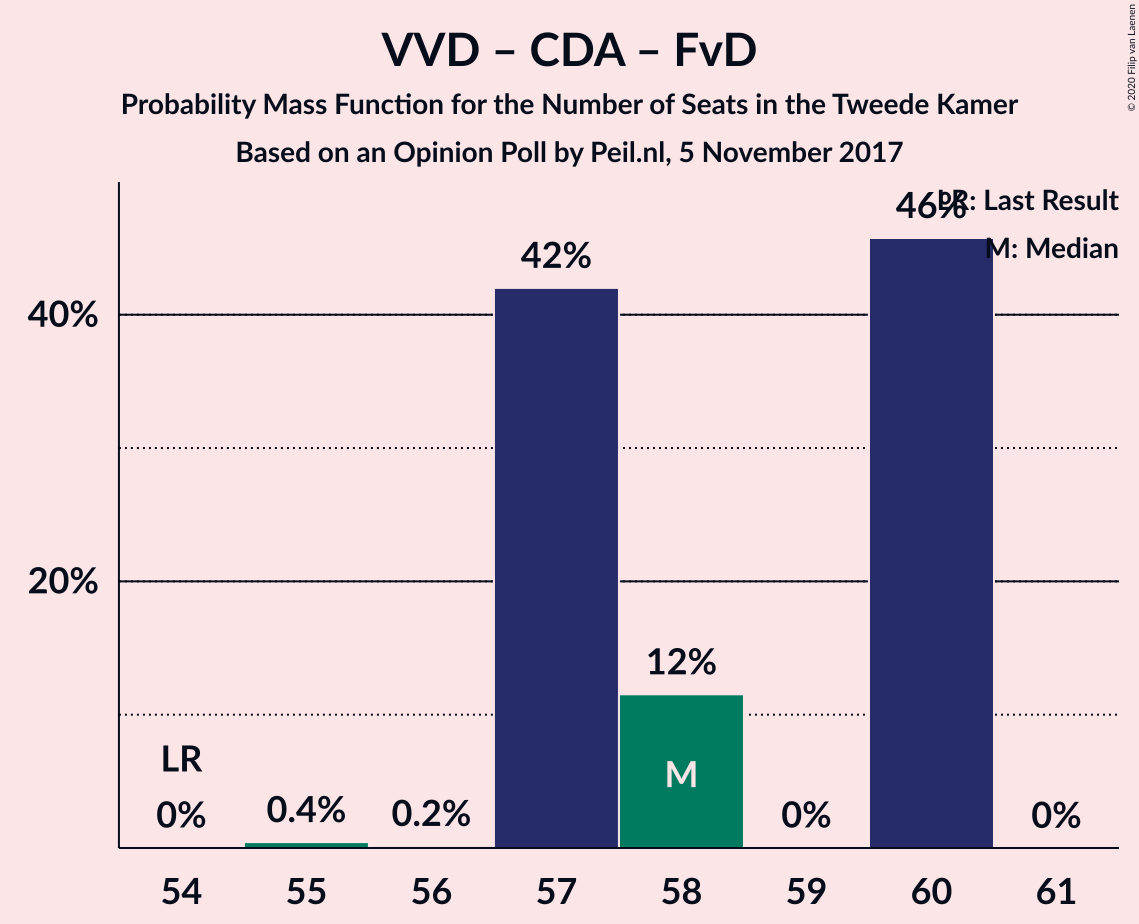 VVD – CDA – FvD
Probability Mass Function for the Number of Seats in the Tweede Kamer
Based on an Opinion Poll by Peil.nl, 5 November 2017
© 2020 Filip van Laenen
LR: Last Result
M: Median
46%
42%
40%
20%
12%
M
LR
0%
0.4%
0.2%
0%
0%
54 55 56 57 58 59 60 61